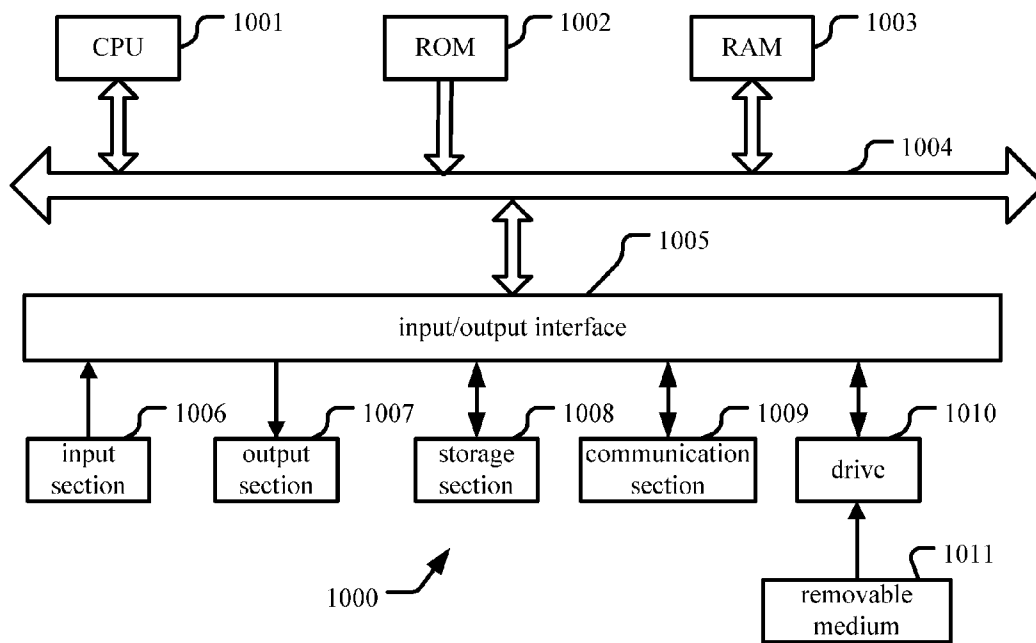 CPU
1001
ROM
1002
RAM
1003
1004
1005
input/output interface
1006
1007
1008
1009
1010
input
section
output
section
storage
section
communication
section
drive
1011
1000
removable
medium